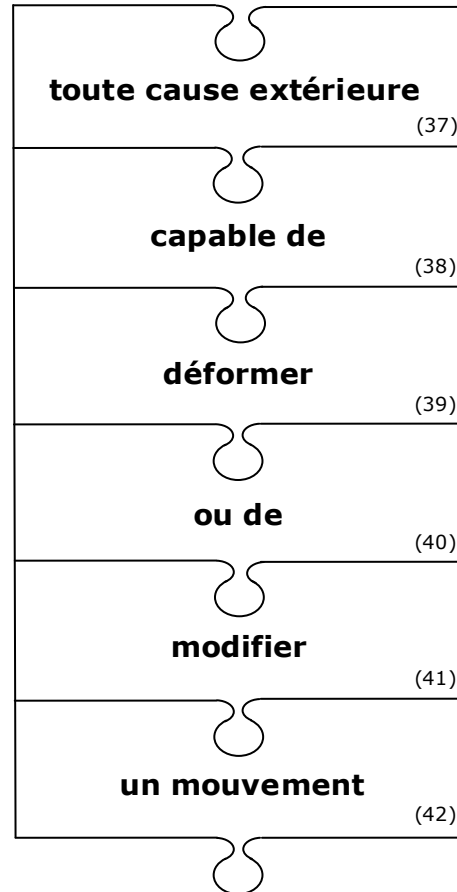 toute cause extérieure
(37)
capable de
(38)
déformer
(39)
ou de
(40)
modifier
(41)
un mouvement
(42)